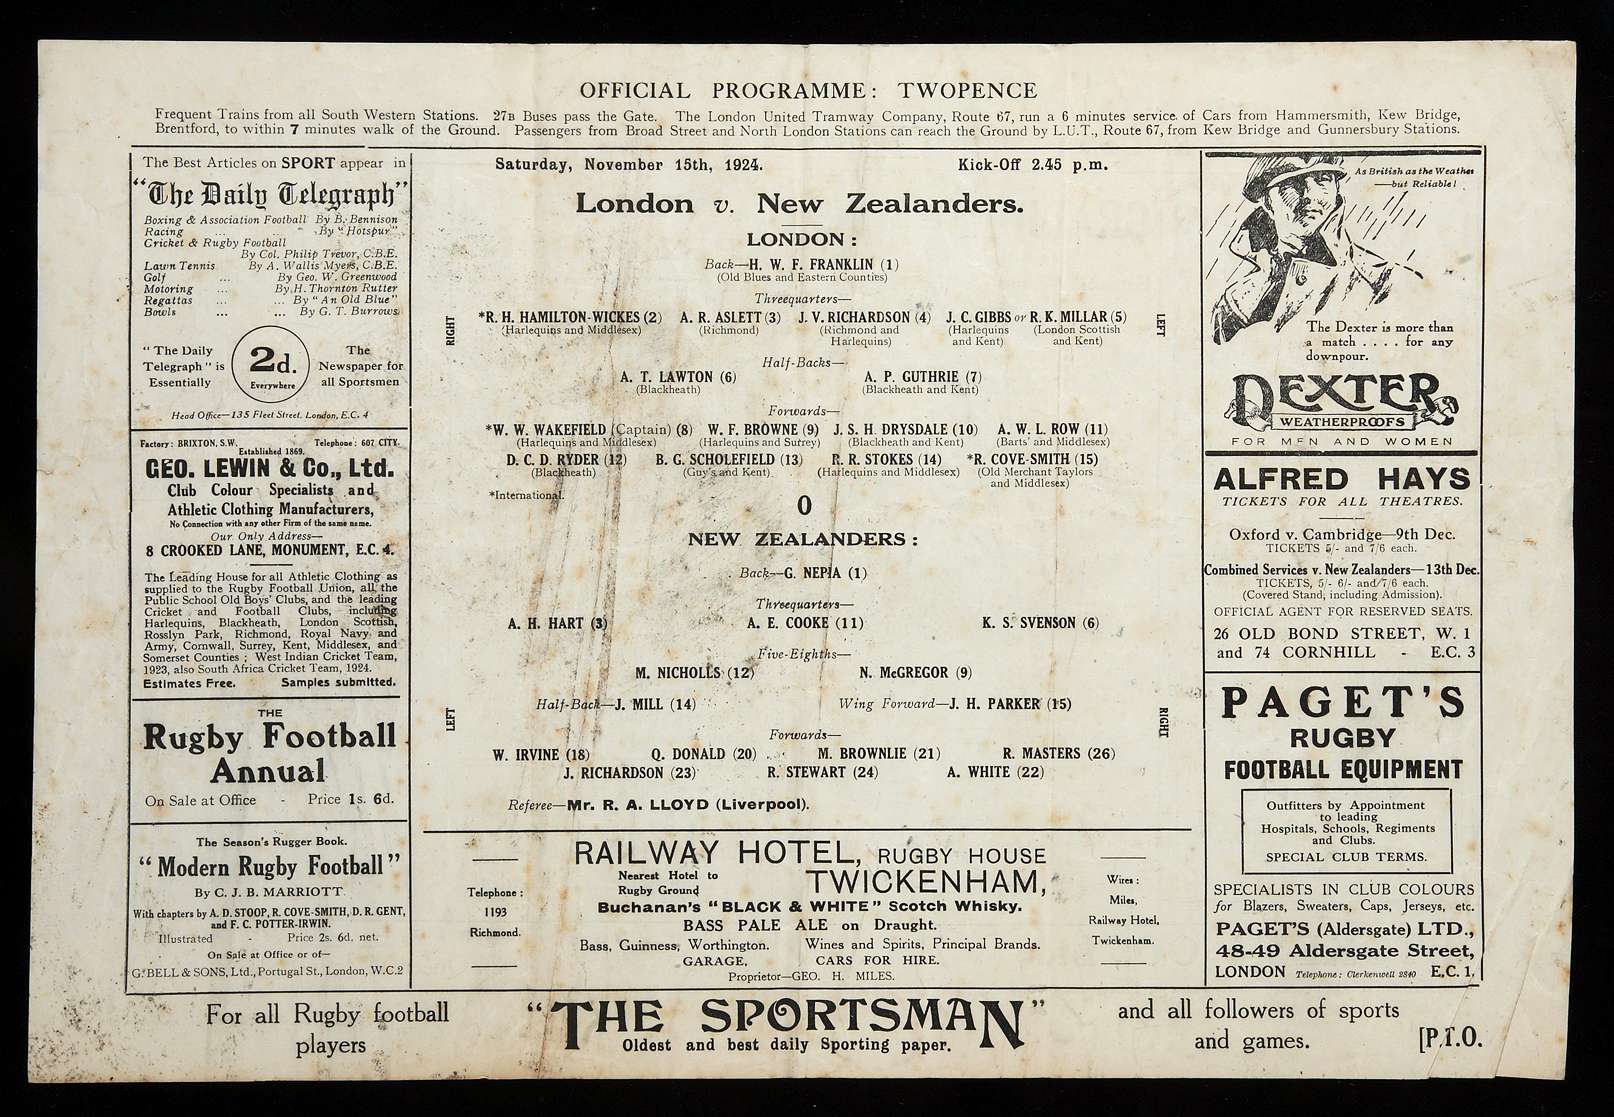 OFFICIAL PROGRAMME: TWOPENCE
Frequent Trains from all South Western Stations. 27B Buses pass the Gate. The London United Tramway Company, Route 67, run a 6 minutes service of Cars from Hammersmith, Kew Bridge,
Brentford, to within 7 minutes walk of the Ground. Passengers from Broad Street and North London Stations can reach the Ground by L.U.T., Route 67, from Kew Bridge and Gunnersbury Stations.
The Best Articles on SPORT appear in
"The Daily Telegraph"
Boxing & Association Football By B. Bennison
Racing ... ... By "Hotspur"
Cricket & Rugby Football
By Col. Philip Trevor, C.B.E.
Lawn Tennis By A. Wallis Myers, C.B.E.
Golf ... By Geo. W. Greenwood
Motoring ... By H. Thornton Rutter
Regattas ... ... By "An Old Blue"
Bowls ... ... By G. T. Burrows
"The Daily Telegraph" is Essentially
2d.
Everywhere
The Newspaper for all Sportsmen
Head Office—135 Fleet Street, London, E.C. 4
Factory: BRIXTON, S.W. Telephone: 607 CITY.
Established 1869.
GEO. LEWIN & Co., Ltd.
Club Colour Specialists and
Athletic Clothing Manufacturers,
No Connection with any other Firm of the same name.
Our Only Address—
8 CROOKED LANE, MONUMENT, E.C. 4.
The Leading House for all Athletic Clothing as
supplied to the Rugby Football Union, all the
Public School Old Boys' Clubs, and the leading
Cricket and Football Clubs, including
Harlequins, Blackheath, London Scottish,
Rosslyn Park, Richmond, Royal Navy and
Army, Cornwall, Surrey, Kent, Middlesex, and
Somerset Counties; West Indian Cricket Team,
1923, also South Africa Cricket Team, 1924.
Estimates Free. Samples submitted.
THE
Rugby Football
Annual
On Sale at Office - Price 1s. 6d.
The Season's Rugger Book.
"Modern Rugby Football"
By C. J. B. MARRIOTT
With chapters by A. D. STOOP, R. COVE-SMITH, D. R. GENT,
and F. C. POTTER-IRWIN.
Illustrated - Price 2s. 6d. net.
On Sale at Office or of—
G. BELL & SONS, Ltd., Portugal St., London, W.C.2
Saturday, November 15th, 1924. Kick-Off 2.45 p.m.
London v. New Zealanders.
LONDON:
Back—H. W. F. FRANKLIN (1)
(Old Blues and Eastern Counties)
Threequarters—
RIGHT
LEFT
*R. H. HAMILTON-WICKES (2) A. R. ASLETT (3) J. V. RICHARDSON (4) J. C. GIBBS or R. K. MILLAR (5)
(Harlequins and Middlesex) (Richmond) (Richmond and (Harlequins (London Scottish
Harlequins) and Kent) and Kent)
Half-Backs—
A. T. LAWTON (6) A. P. GUTHRIE (7)
(Blackheath) (Blackheath and Kent)
Forwards—
*W. W. WAKEFIELD (Captain) (8) W. F. BROWNE (9) J. S. H. DRYSDALE (10) A. W. L. ROW (11)
(Harlequins and Middlesex) (Harlequins and Surrey) (Blackheath and Kent) (Barts' and Middlesex)
D. C. D. RYDER (12) B. G. SCHOLEFIELD (13) R. R. STOKES (14) *R. COVE-SMITH (15)
(Blackheath) (Guy's and Kent) (Harlequins and Middlesex) (Old Merchant Taylors
and Middlesex)
*International.
O
NEW ZEALANDERS:
Back—G. NEPIA (1)
Threequarters—
A. H. HART (3) A. E. COOKE (11) K. S. SVENSON (6)
Five-Eighths—
M. NICHOLLS (12) N. McGREGOR (9)
LEFT
RIGHT
Half-Back—J. MILL (14) Wing Forward—J. H. PARKER (15)
Forwards—
W. IRVINE (18) Q. DONALD (20) M. BROWNLIE (21) R. MASTERS (26)
J. RICHARDSON (23) R. STEWART (24) A. WHITE (22)
Referee—Mr. R. A. LLOYD (Liverpool).
RAILWAY HOTEL, RUGBY HOUSE
Nearest Hotel to
Rugby Ground
TWICKENHAM,
Telephone:
1193
Richmond.
Wires:
Miles,
Railway Hotel,
Twickenham.
Buchanan's "BLACK & WHITE" Scotch Whisky.
BASS PALE ALE on Draught.
Bass, Guinness, Worthington. Wines and Spirits, Principal Brands.
GARAGE, CARS FOR HIRE.
Proprietor—GEO. H. MILES.
As British as the Weather
—but Reliable!
The Dexter is more than
a match .... for any
downpour.
DEXTER
WEATHERPROOFS
FOR MEN AND WOMEN
ALFRED HAYS
TICKETS FOR ALL THEATRES.
Oxford v. Cambridge—9th Dec.
TICKETS 5/- and 7/6 each.
Combined Services v. New Zealanders—13th Dec.
TICKETS, 5/- 6/- and 7/6 each.
(Covered Stand, including Admission).
OFFICIAL AGENT FOR RESERVED SEATS.
26 OLD BOND STREET, W. 1
and 74 CORNHILL - E.C. 3
PAGET'S
RUGBY
FOOTBALL EQUIPMENT
Outfitters by Appointment
to leading
Hospitals, Schools, Regiments
and Clubs.
SPECIAL CLUB TERMS.
SPECIALISTS IN CLUB COLOURS
for Blazers, Sweaters, Caps, Jerseys, etc.
PAGET'S (Aldersgate) LTD.,
48-49 Aldersgate Street,
LONDON Telephone: Clerkenwell 2840 E.C. 1.
For all Rugby football
players
"THE SPORTSMAN"
Oldest and best daily Sporting paper.
and all followers of sports
and games.
[P.T.O.